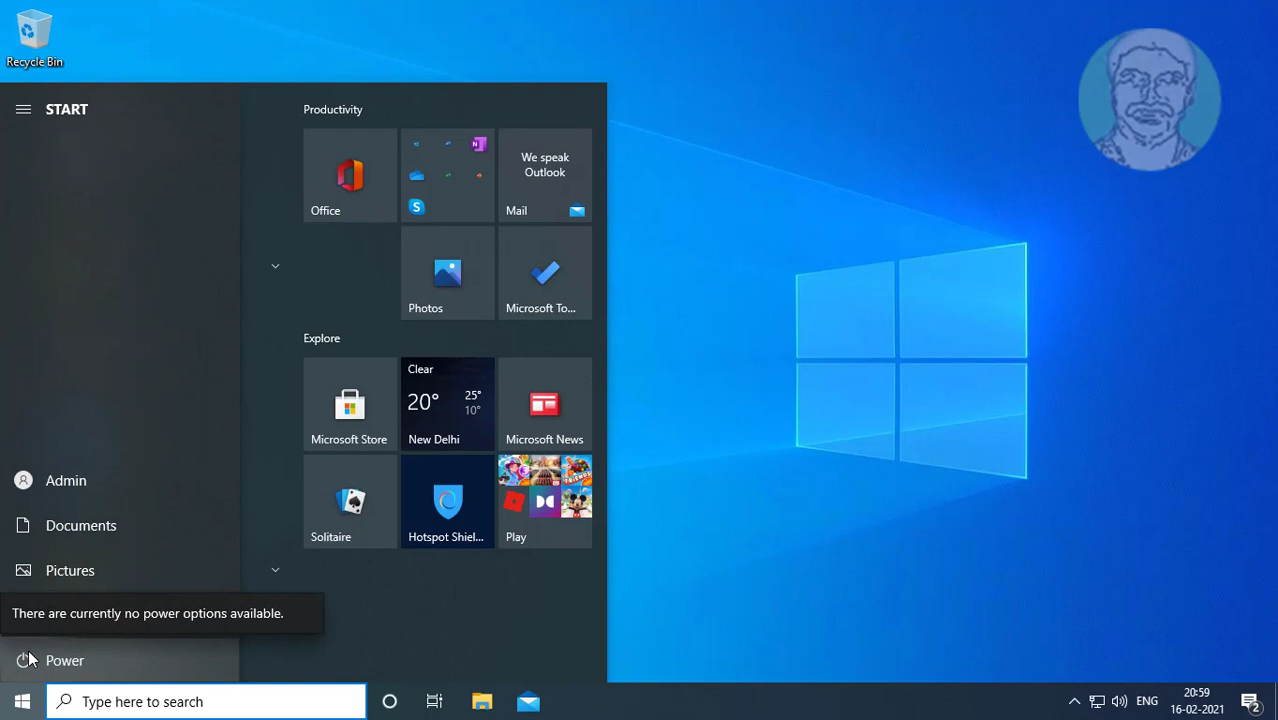 Recycle Bin
START
Productivity
Office
We speak
Outlook
Mail
Photos
Microsoft To...
Explore
Microsoft Store
Clear
20°
25°
10°
New Delhi
Microsoft News
Solitaire
Hotspot Shiel...
Play
Admin
Documents
Pictures
There are currently no power options available.
Power
Type here to search
ENG
20:59
16-02-2021
2